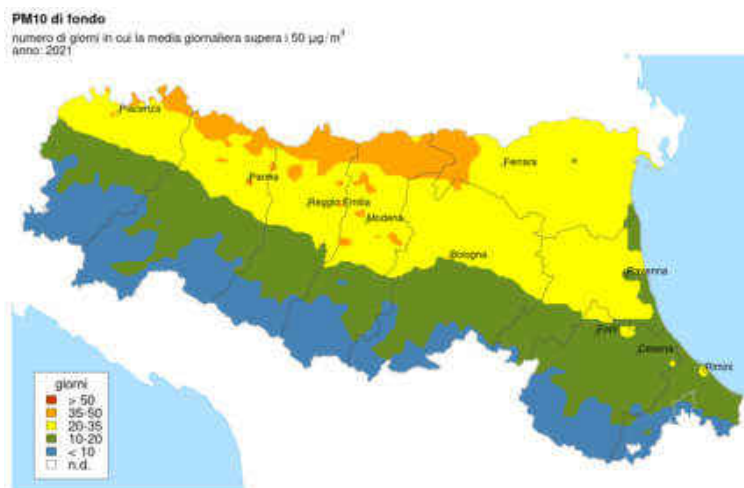 PM10 di fondo
numero di giorni in cui la media giornaliera supera i 50 µg/m³
anno: 2021
Piacenza
Parma
Reggio Emilia
Modena
Ferrara
Bologna
Ravenna
Forlì
Cesena
Rimini
giorni
> 50
35-50
20-35
10-20
< 10
n.d.